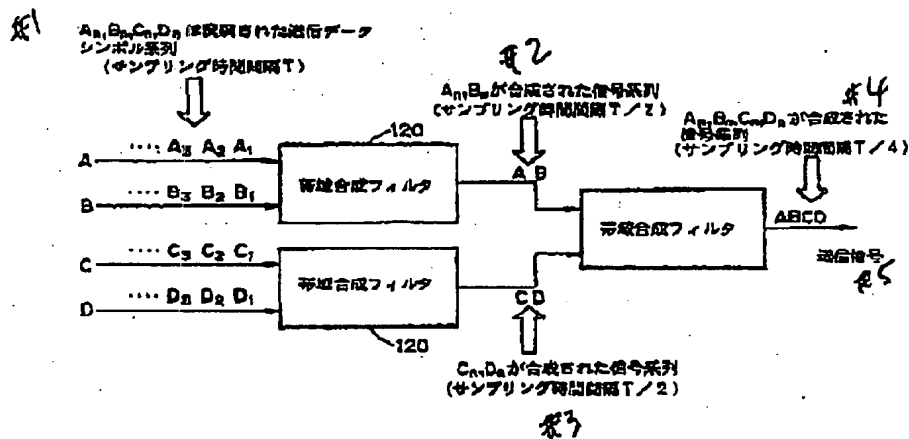 #1
An,Bn,Cn,Dnは変調された送信データ
シンボル系列
(サンプリング時間間隔T)
#2
An,Bnが合成された信号系列
(サンプリング時間間隔T/2)
#4
An,Bn,Cn,Dnが合成された
信号系列
(サンプリング時間間隔T/4)
120
A ···· A3 A2 A1
B ···· B3 B2 B1
帯域合成フィルタ
AB
C ···· C3 C2 C1
D ···· D3 D2 D1
帯域合成フィルタ
CD
120
帯域合成フィルタ
ABCD
送信信号
#5
Cn,Dnが合成された信号系列
(サンプリング時間間隔T/2)
#3